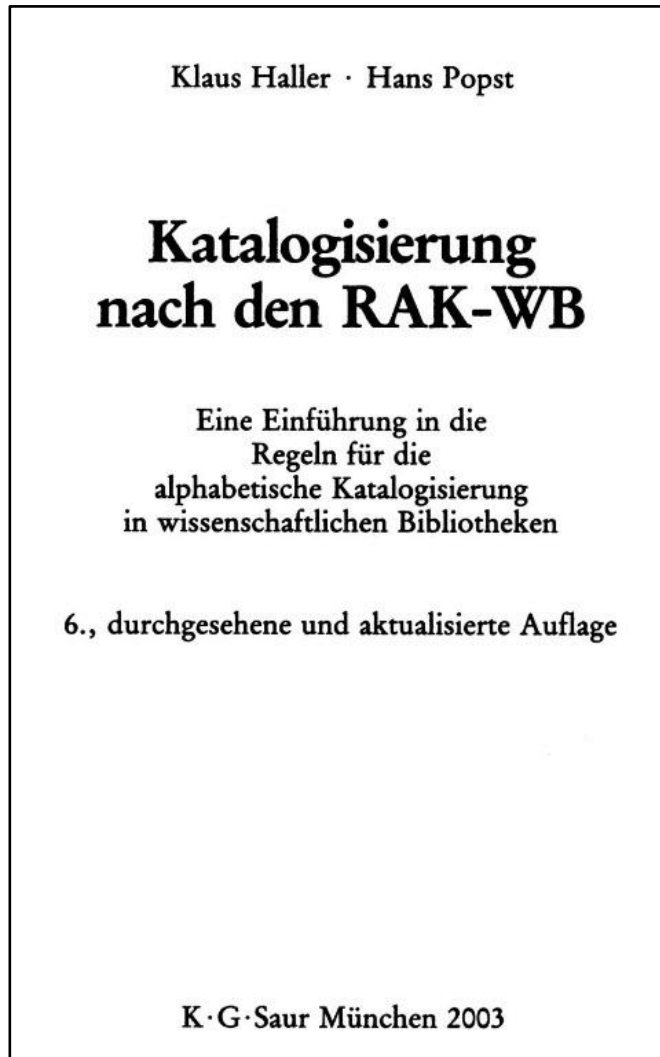 Klaus Haller · Hans Popst
Katalogisierung
nach den RAK-WB
Eine Einführung in die
Regeln für die
alphabetische Katalogisierung
in wissenschaftlichen Bibliotheken
6., durchgesehene und aktualisierte Auflage
K·G·Saur München 2003